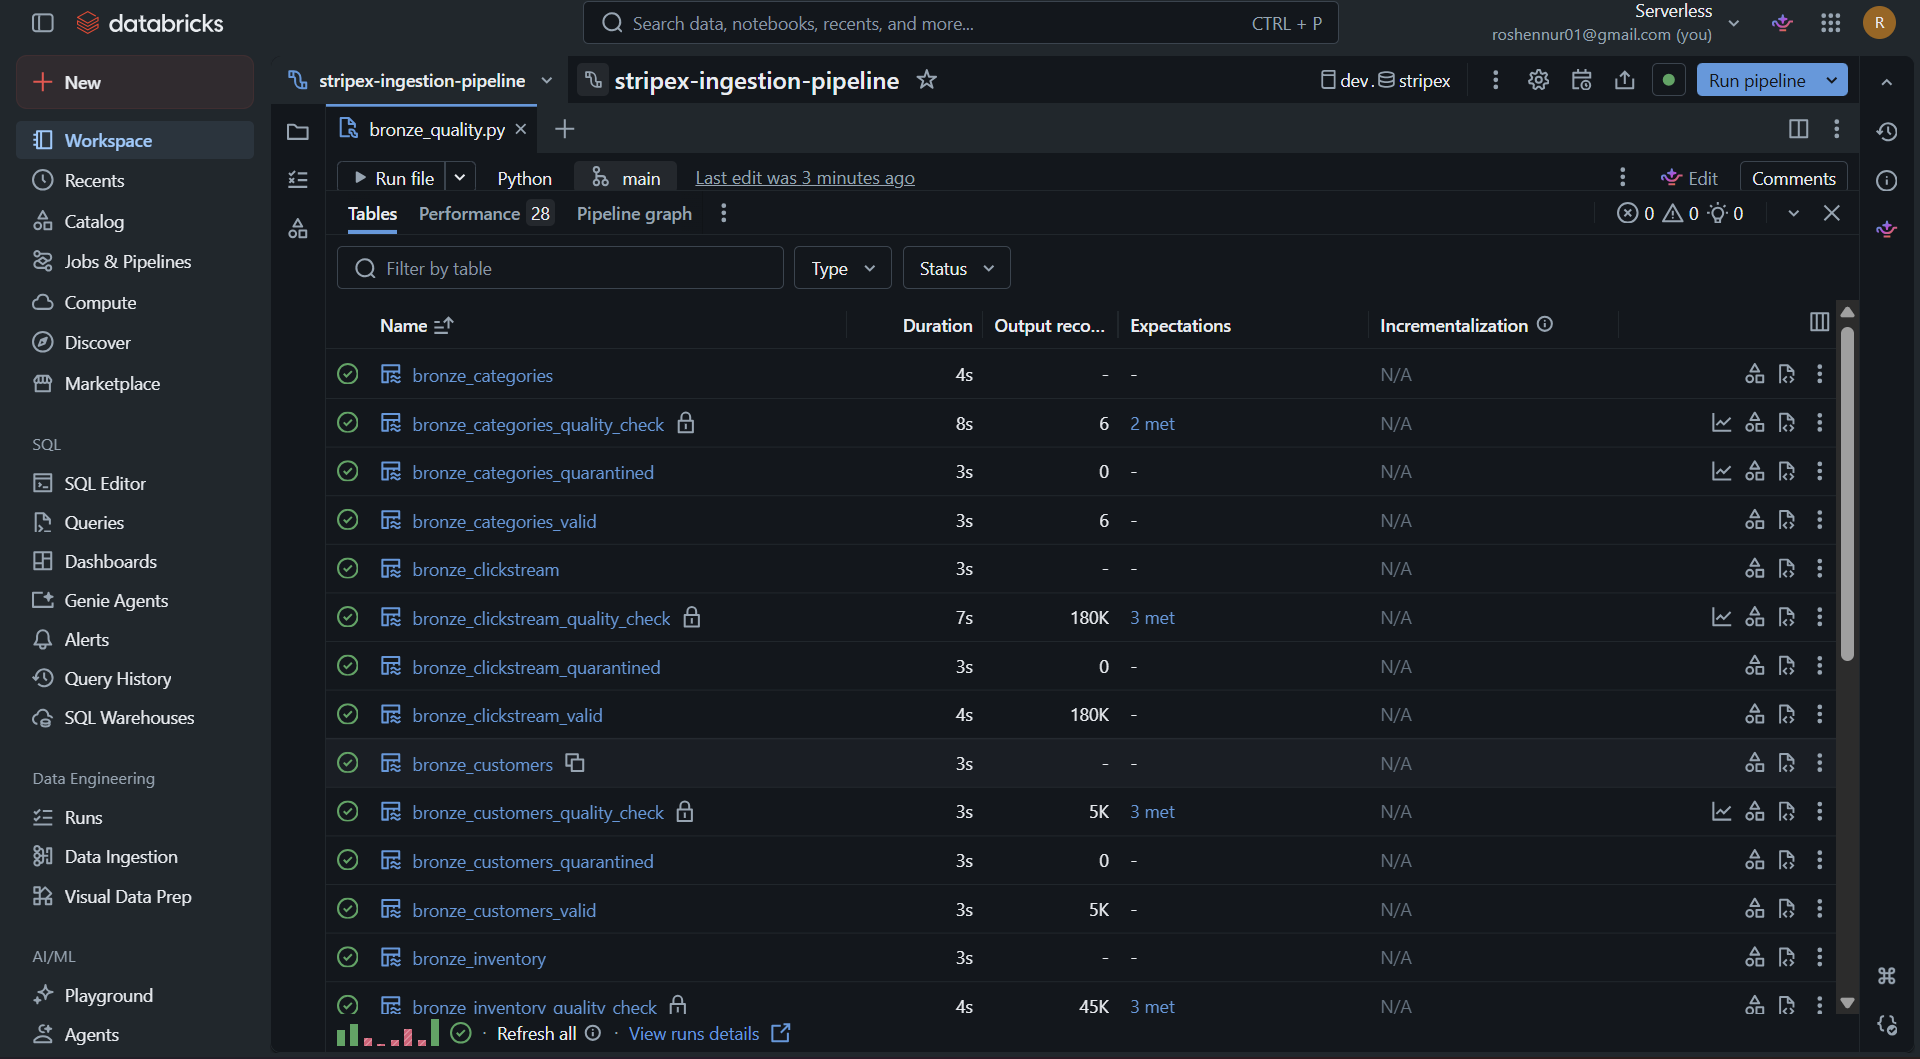 databricks
Search data, notebooks, recents, and more...
CTRL + P
Serverless
roshennur01@gmail.com (you)
R
New
Workspace
Recents
Catalog
Jobs & Pipelines
Compute
Discover
Marketplace
SQL
SQL Editor
Queries
Dashboards
Genie Agents
Alerts
Query History
SQL Warehouses
Data Engineering
Runs
Data Ingestion
Visual Data Prep
AI/ML
Playground
Agents
stripex-ingestion-pipeline
stripex-ingestion-pipeline
dev. stripex
Run pipeline
bronze_quality.py
Run file
Python
main
Last edit was 3 minutes ago
Edit
Comments
Tables
Performance 28
Pipeline graph
0 0 0
Filter by table
Type
Status
Name Duration Output reco... Expectations Incrementalization
bronze_categories 4s - - N/A
bronze_categories_quality_check 8s 6 2 met N/A
bronze_categories_quarantined 3s 0 - N/A
bronze_categories_valid 3s 6 - N/A
bronze_clickstream 3s - - N/A
bronze_clickstream_quality_check 7s 180K 3 met N/A
bronze_clickstream_quarantined 3s 0 - N/A
bronze_clickstream_valid 4s 180K - N/A
bronze_customers 3s - - N/A
bronze_customers_quality_check 3s 5K 3 met N/A
bronze_customers_quarantined 3s 0 - N/A
bronze_customers_valid 3s 5K - N/A
bronze_inventory 3s - - N/A
bronze_inventory_quality_check 4s 45K 3 met N/A
· Refresh all · View runs details